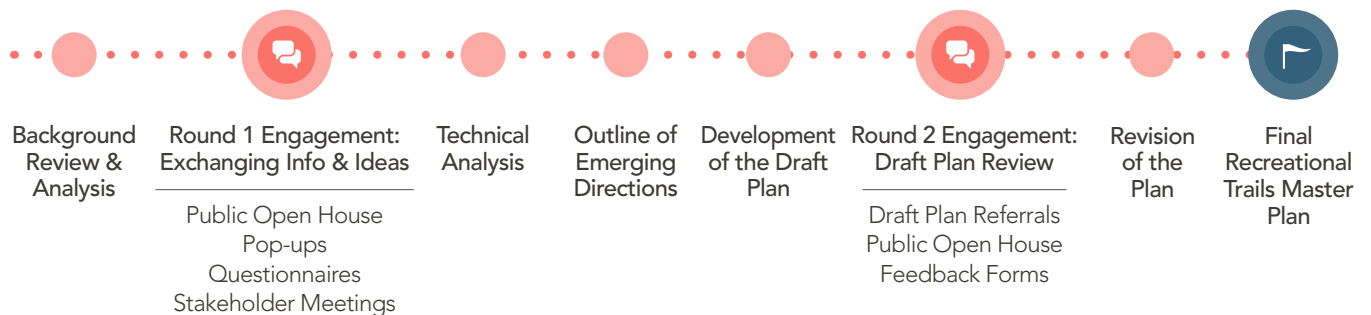 Background
Review &
Analysis
Round 1 Engagement:
Exchanging Info & Ideas
Public Open House
Pop-ups
Questionnaires
Stakeholder Meetings
Technical
Analysis
Outline of
Emerging
Directions
Development
of the Draft
Plan
Round 2 Engagement:
Draft Plan Review
Draft Plan Referrals
Public Open House
Feedback Forms
Revision
of the
Plan
Final
Recreational
Trails Master
Plan